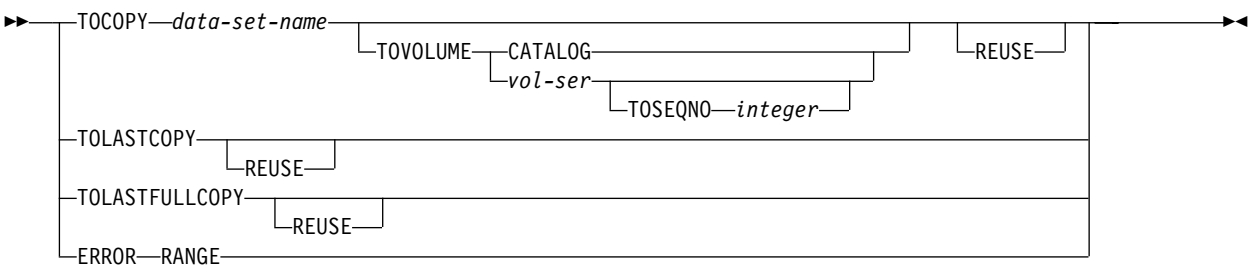 TOCOPY data-set-name REUSE
TOVOLUME CATALOG
vol-ser
TOSEQNO integer
TOLASTCOPY
REUSE
TOLASTFULLCOPY
REUSE
ERROR RANGE